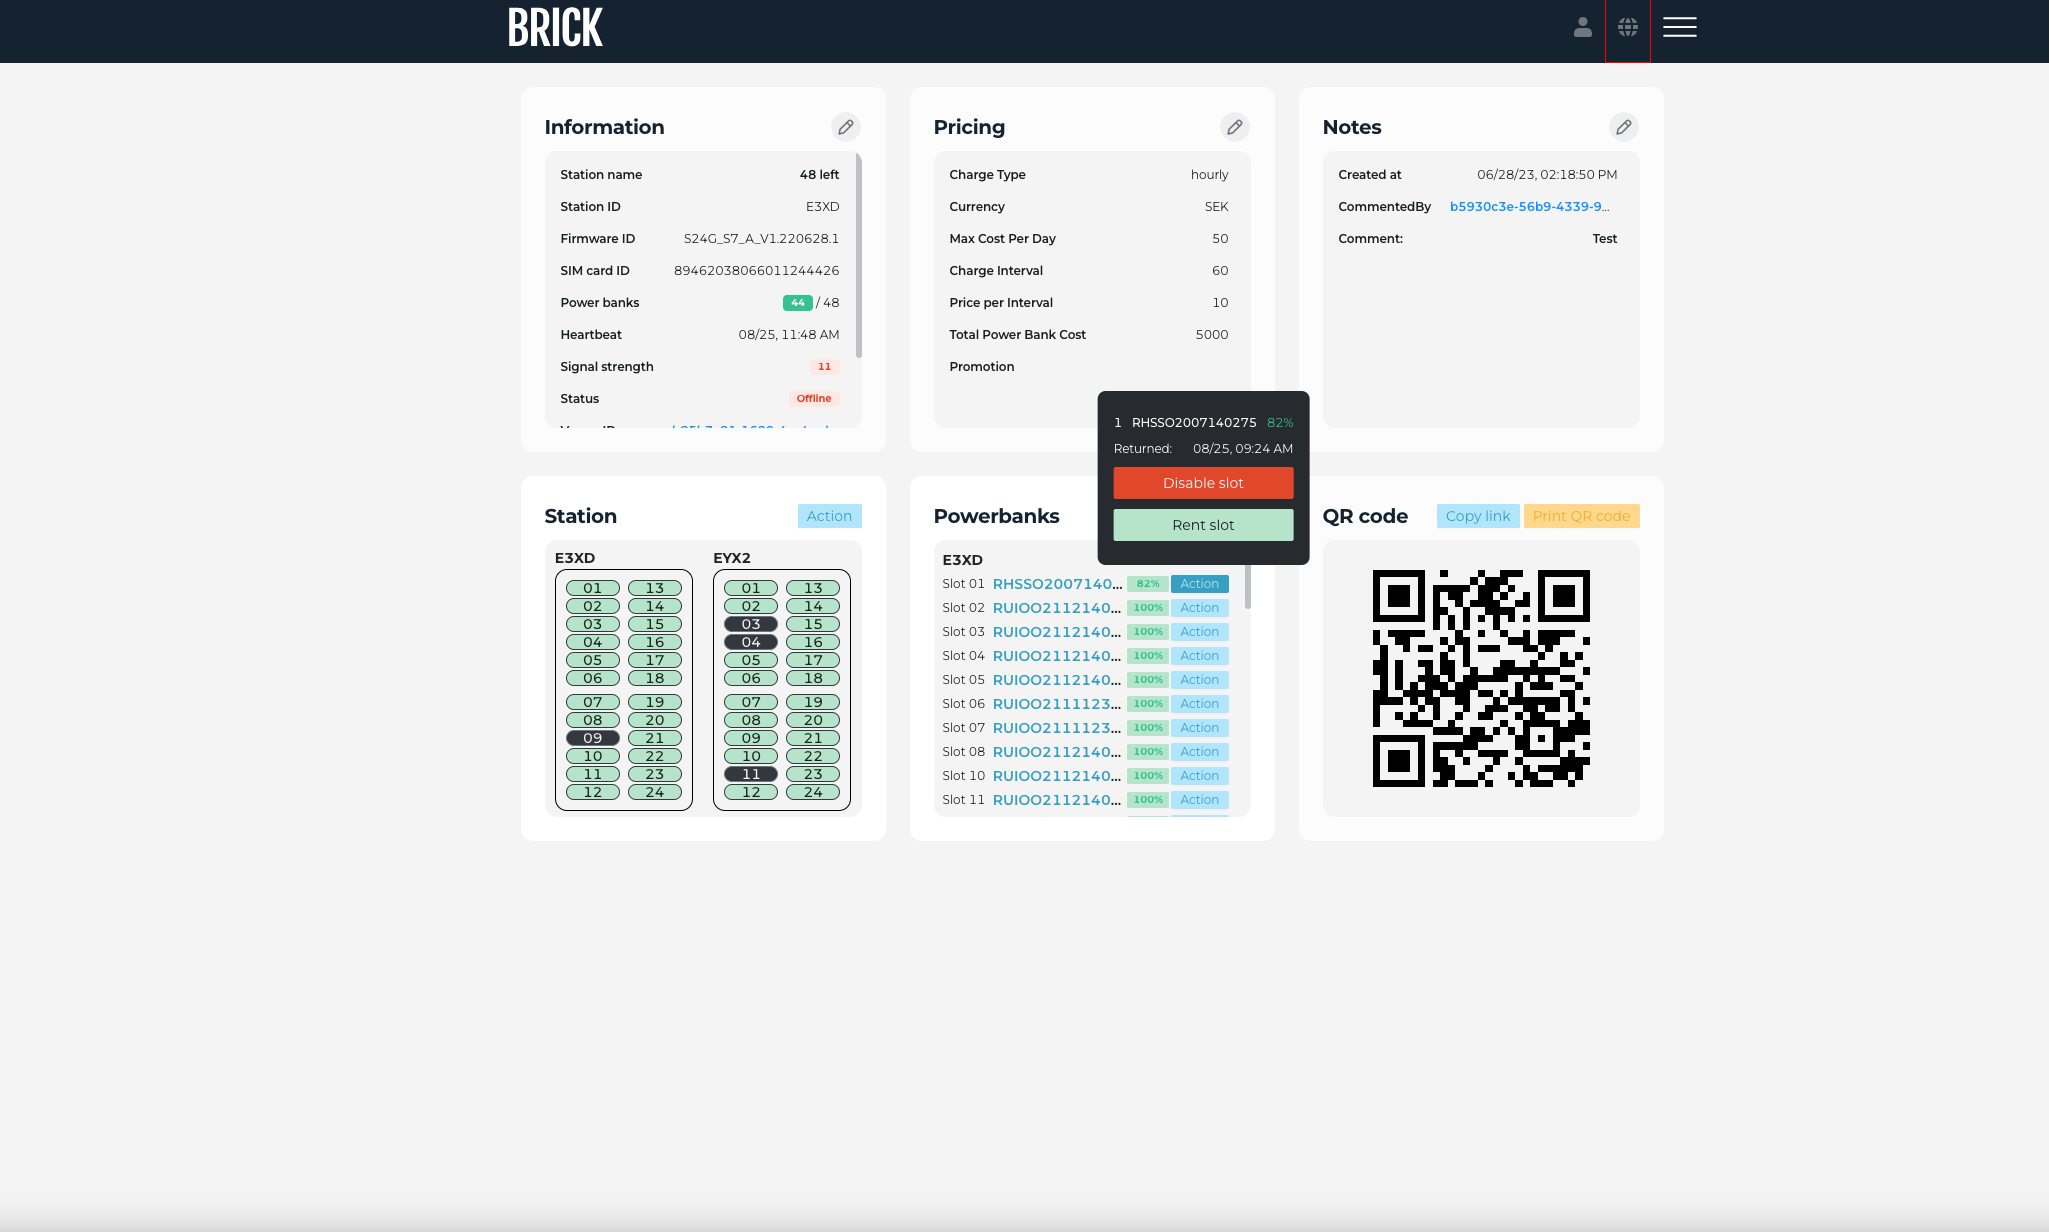 BRICK
Information
Station name 48 left
Station ID E3XD
Firmware ID S24G_S7_A_V1.220628.1
SIM card ID 89462038066011244426
Power banks 44 / 48
Heartbeat 08/25, 11:48 AM
Signal strength 11
Status Offline
Pricing
Charge Type hourly
Currency SEK
Max Cost Per Day 50
Charge Interval 60
Price per Interval 10
Total Power Bank Cost 5000
Promotion
Notes
Created at 06/28/23, 02:18:50 PM
CommentedBy b5930c3e-56b9-4339-9...
Comment: Test
1 RHSSO2007140275 82%
Returned: 08/25, 09:24 AM
Disable slot
Rent slot
Station Action
E3XD EYX2
01 13 01 13
02 14 02 14
03 15 03 15
04 16 04 16
05 17 05 17
06 18 06 18
07 19 07 19
08 20 08 20
09 21 09 21
10 22 10 22
11 23 11 23
12 24 12 24
Powerbanks
E3XD
Slot 01 RHSSO2007140... 82% Action
Slot 02 RUIOO2112140... 100% Action
Slot 03 RUIOO2112140... 100% Action
Slot 04 RUIOO2112140... 100% Action
Slot 05 RUIOO2112140... 100% Action
Slot 06 RUIOO2111123... 100% Action
Slot 07 RUIOO2111123... 100% Action
Slot 08 RUIOO2112140... 100% Action
Slot 10 RUIOO2112140... 100% Action
Slot 11 RUIOO2112140... 100% Action
QR code Copy link Print QR code